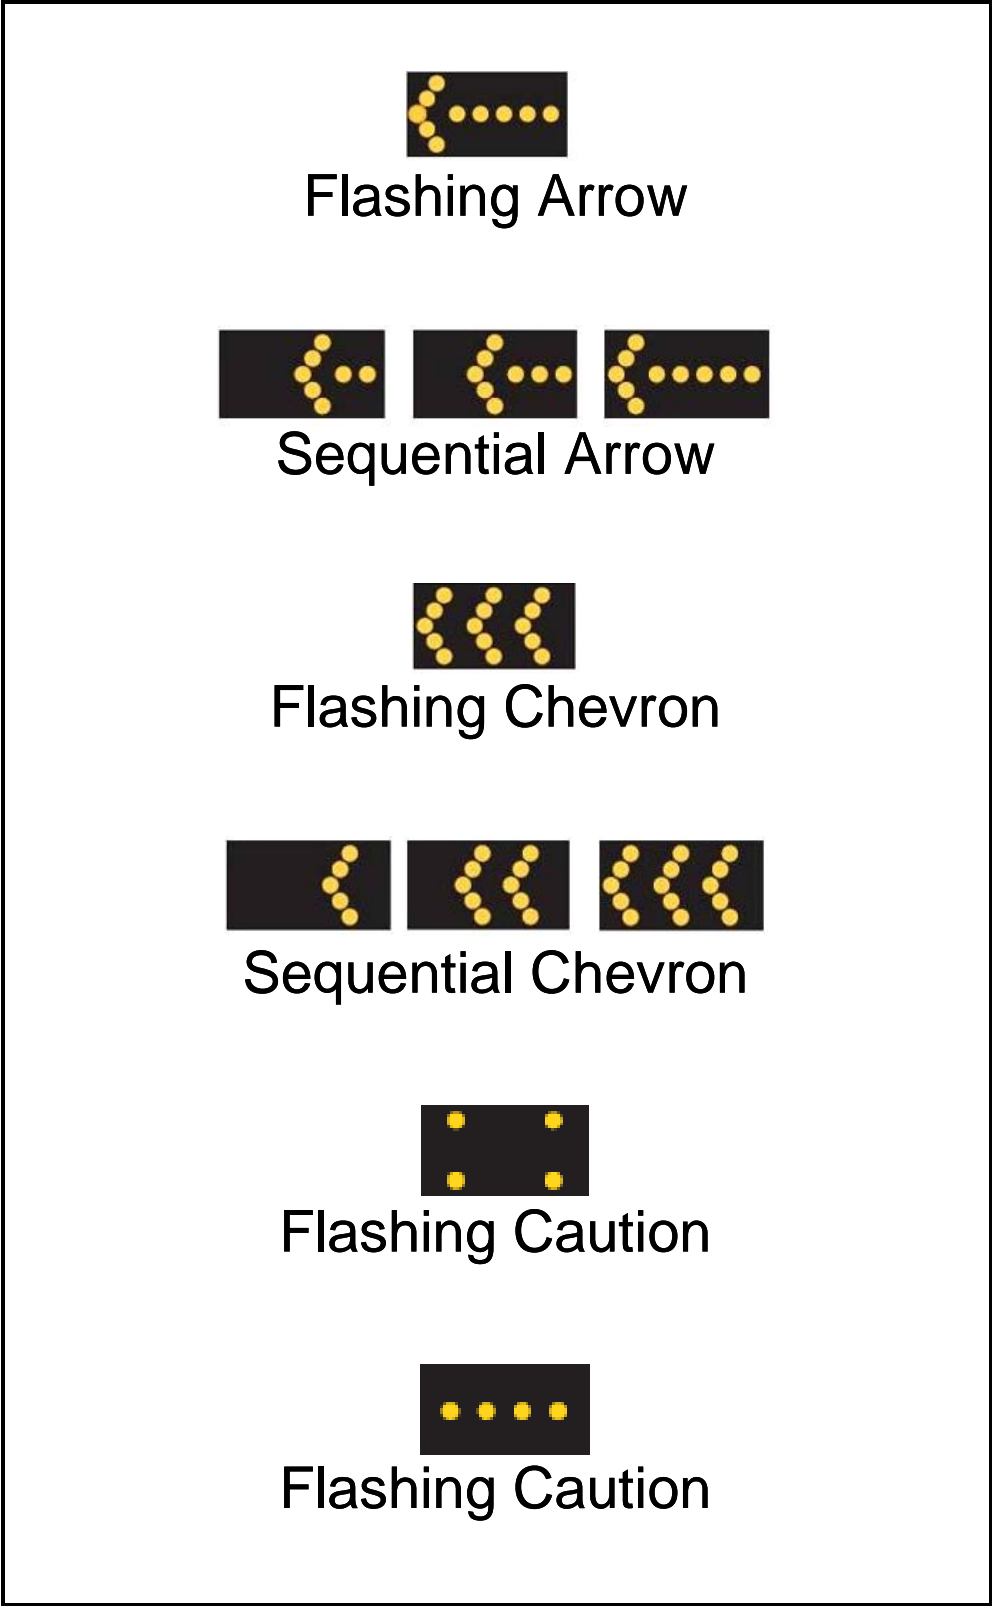 Flashing Arrow
Sequential Arrow
Flashing Chevron
Sequential Chevron
Flashing Caution
Flashing Caution